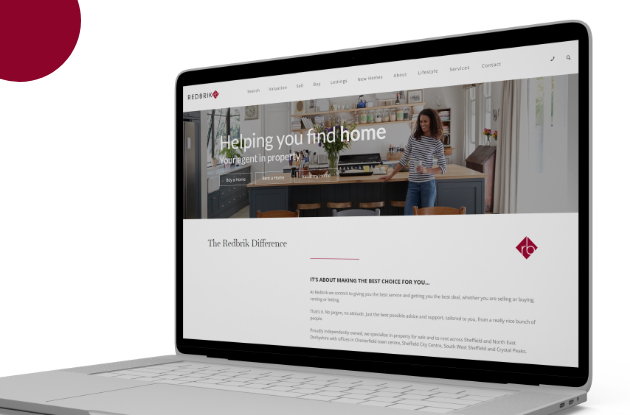 REDBRIK
Search Valuation Sell Buy Lettings New Homes About Lifestyle Services Contact
Helping you find home
Your agent in property
Buy a Home Rent a Home
The Redbrik Difference
rb
IT'S ABOUT MAKING THE BEST CHOICE FOR YOU...
At Redbrik we commit to giving you the best service and getting you the best deal, whether you are selling or buying,
renting or letting.
That's it. No jargon, no attitude, just the best possible advice and support, tailored to you, from a really nice bunch of
people.
Proudly independently owned, we specialise in property for sale and to rent across Sheffield and North East
Derbyshire with offices in Chesterfield town centre, Sheffield City Centre, South West Sheffield and Crystal Peaks.